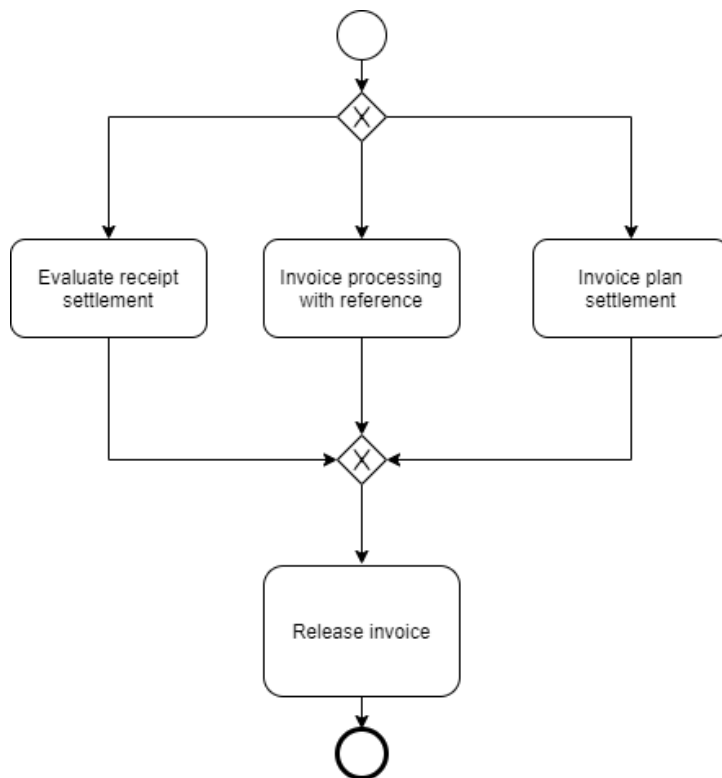 X
Evaluate receipt
settlement
Invoice processing
with reference
Invoice plan
settlement
X
Release invoice